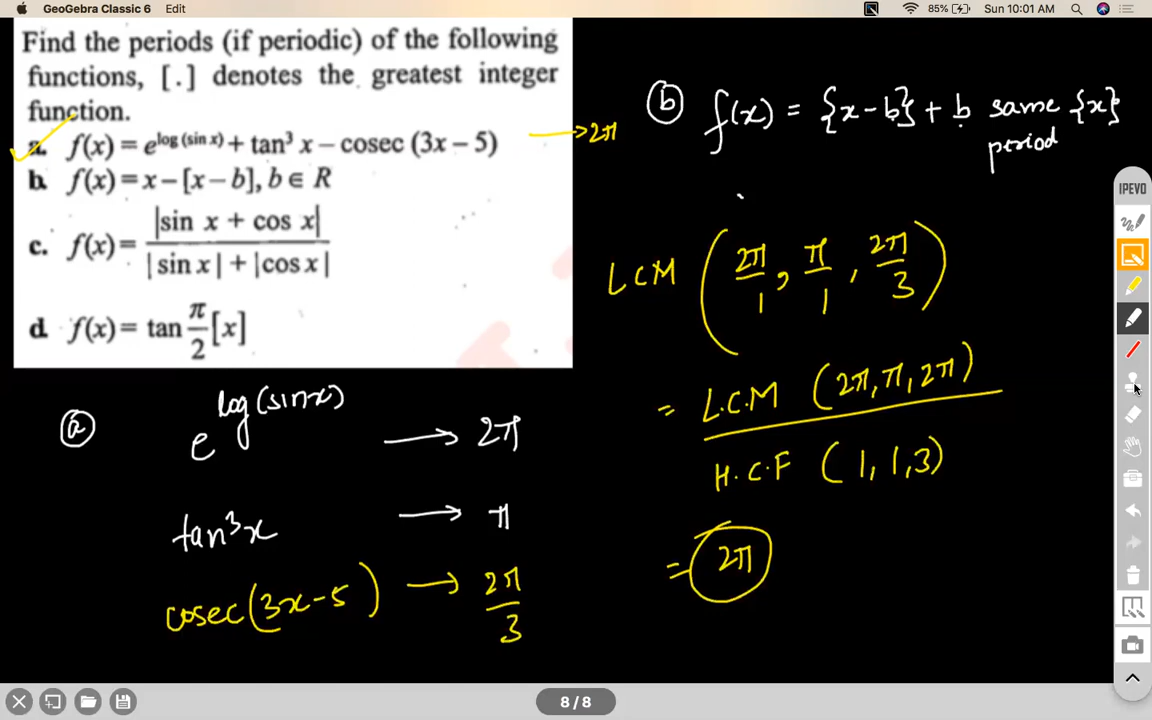 GeoGebra Classic 6 Edit 85% Sun 10:01 AM
Find the periods (if periodic) of the following
functions, [.] denotes the greatest integer
function.
a. f(x) = e^log (sin x) + tan³ x – cosec (3x – 5) → 2π
b. f(x) = x – [x – b], b ∈ R
c. f(x) = |sin x + cos x| / |sin x| + |cos x|
d. f(x) = tan π/2 [x]
(a) e^log(sinx) → 2π
tan³x → π
cosec(3x-5) → 2π/3
(b) f(x) = {x-b} + b same {x}
period
LCM (2π/1, π/1, 2π/3)
= L.C.M (2π, π, 2π)
H.C.F (1, 1, 3)
= 2π
IPEVO
8 / 8